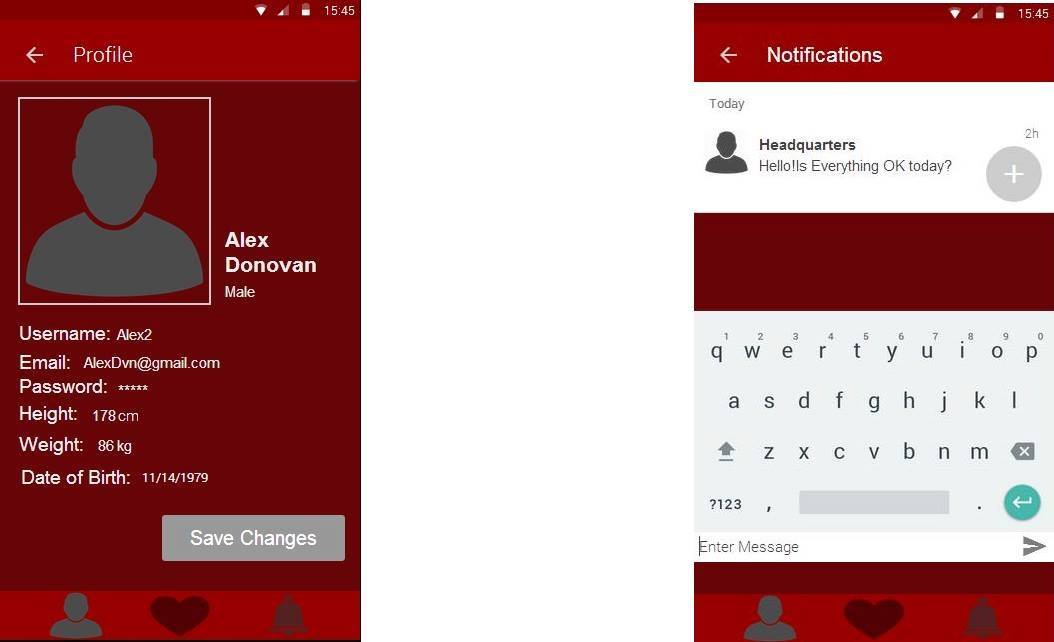 15:45
Profile
Alex
Donovan
Male
Username: Alex2
Email: AlexDvn@gmail.com
Password: *****
Height: 178 cm
Weight: 86 kg
Date of Birth: 11/14/1979
Save Changes
15:45
Notifications
Today
2h
Headquarters
Hello!Is Everything OK today?
1 2 3 4 5 6 7 8 9 0
q w e r t y u i o p
a s d f g h j k l
z x c v b n m
?123 , .
Enter Message